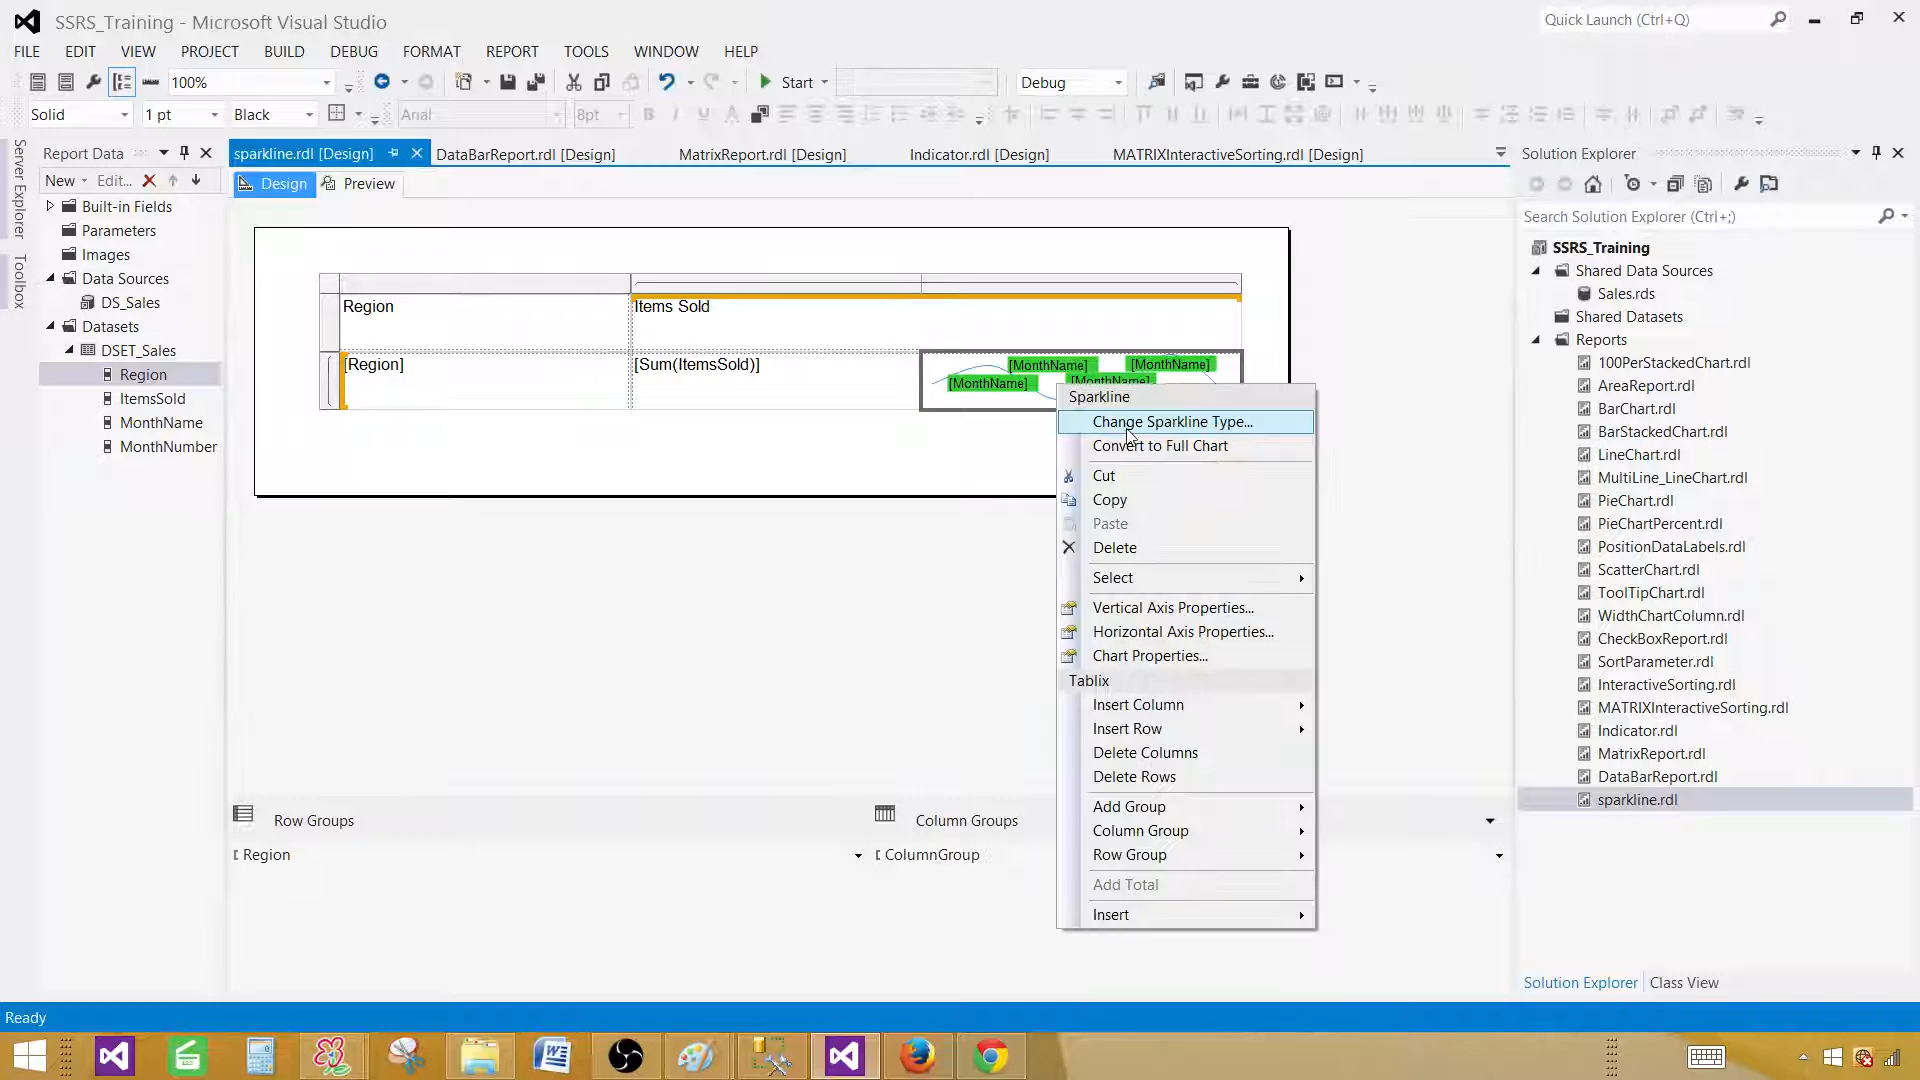 SSRS_Training - Microsoft Visual Studio
Quick Launch (Ctrl+Q)
FILE EDIT VIEW PROJECT BUILD DEBUG FORMAT REPORT TOOLS WINDOW HELP
100% Start Debug
Solid 1 pt Black Arial 8pt
Server Explorer
Toolbox
Report Data
New Edit...
Built-in Fields
Parameters
Images
Data Sources
DS_Sales
Datasets
DSET_Sales
Region
ItemsSold
MonthName
MonthNumber
sparkline.rdl [Design] DataBarReport.rdl [Design] MatrixReport.rdl [Design] Indicator.rdl [Design] MATRIXInteractiveSorting.rdl [Design]
Design Preview
Region Items Sold
[Region] [Sum(ItemsSold)]
[MonthName] [MonthName]
[MonthName] [MonthName]
Sparkline
Change Sparkline Type...
Convert to Full Chart
Cut
Copy
Paste
Delete
Select
Vertical Axis Properties...
Horizontal Axis Properties...
Chart Properties...
Tablix
Insert Column
Insert Row
Delete Columns
Delete Rows
Add Group
Column Group
Row Group
Add Total
Insert
Row Groups
Region
Column Groups
ColumnGroup
Solution Explorer
Search Solution Explorer (Ctrl+;)
SSRS_Training
Shared Data Sources
Sales.rds
Shared Datasets
Reports
100PerStackedChart.rdl
AreaReport.rdl
BarChart.rdl
BarStackedChart.rdl
LineChart.rdl
MultiLine_LineChart.rdl
PieChart.rdl
PieChartPercent.rdl
PositionDataLabels.rdl
ScatterChart.rdl
ToolTipChart.rdl
WidthChartColumn.rdl
CheckBoxReport.rdl
SortParameter.rdl
InteractiveSorting.rdl
MATRIXInteractiveSorting.rdl
Indicator.rdl
MatrixReport.rdl
DataBarReport.rdl
sparkline.rdl
Solution Explorer Class View
Ready